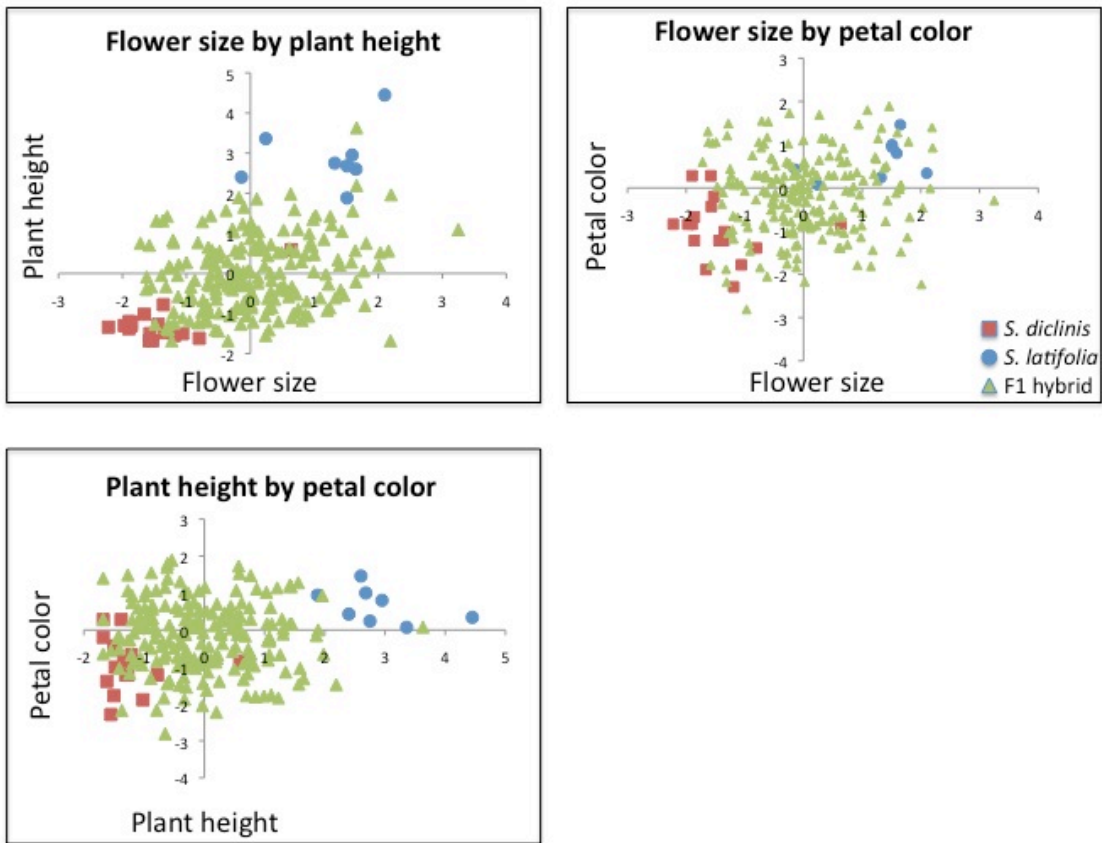 Flower size by plant height
5
4
3
2
1
0
-1
-2
-3 -2 -1 0 1 2 3 4
Plant height
Flower size
Flower size by petal color
3
2
1
0
-1
-2
-3
-4
-3 -2 -1 0 1 2 3 4
Petal color
Flower size
S. diclinis
S. latifolia
F1 hybrid
Plant height by petal color
3
2
1
0
-1
-2
-3
-4
-2 -1 0 1 2 3 4 5
Petal color
Plant height